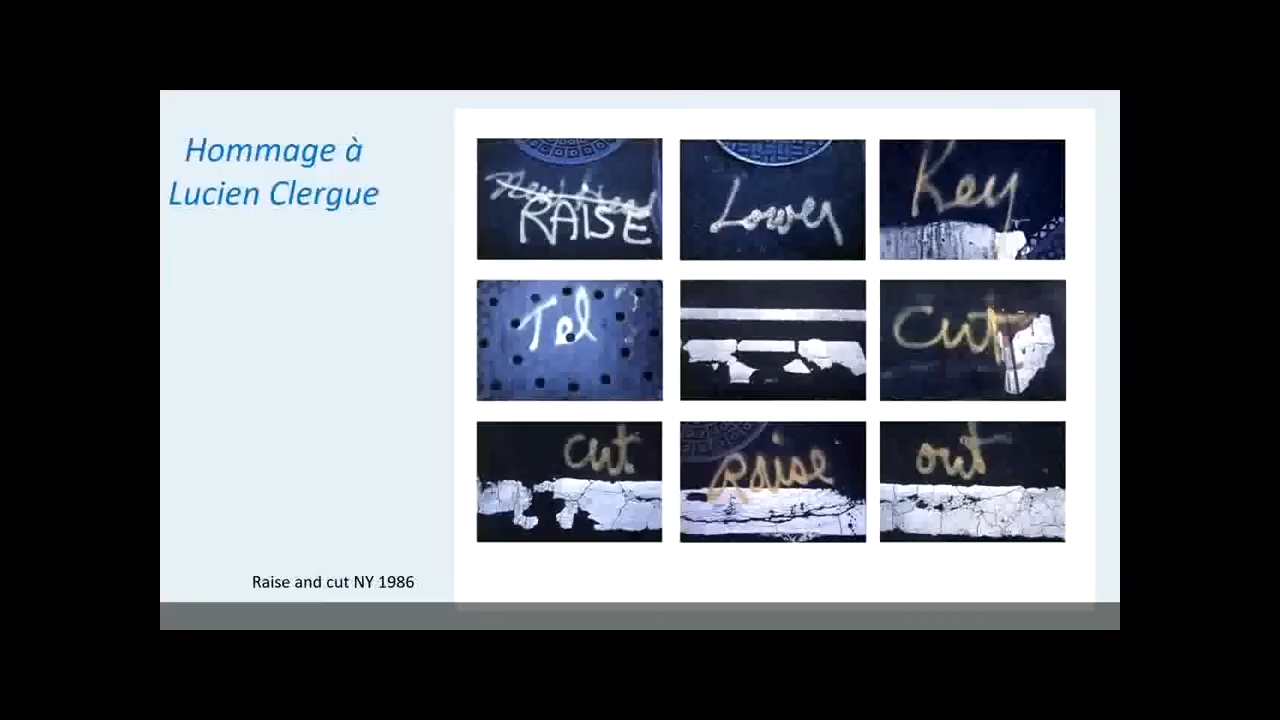 Hommage à
Lucien Clergue
RAISE
Lower
Key
Tel
Cut
cut
Raise
out
Raise and cut NY 1986